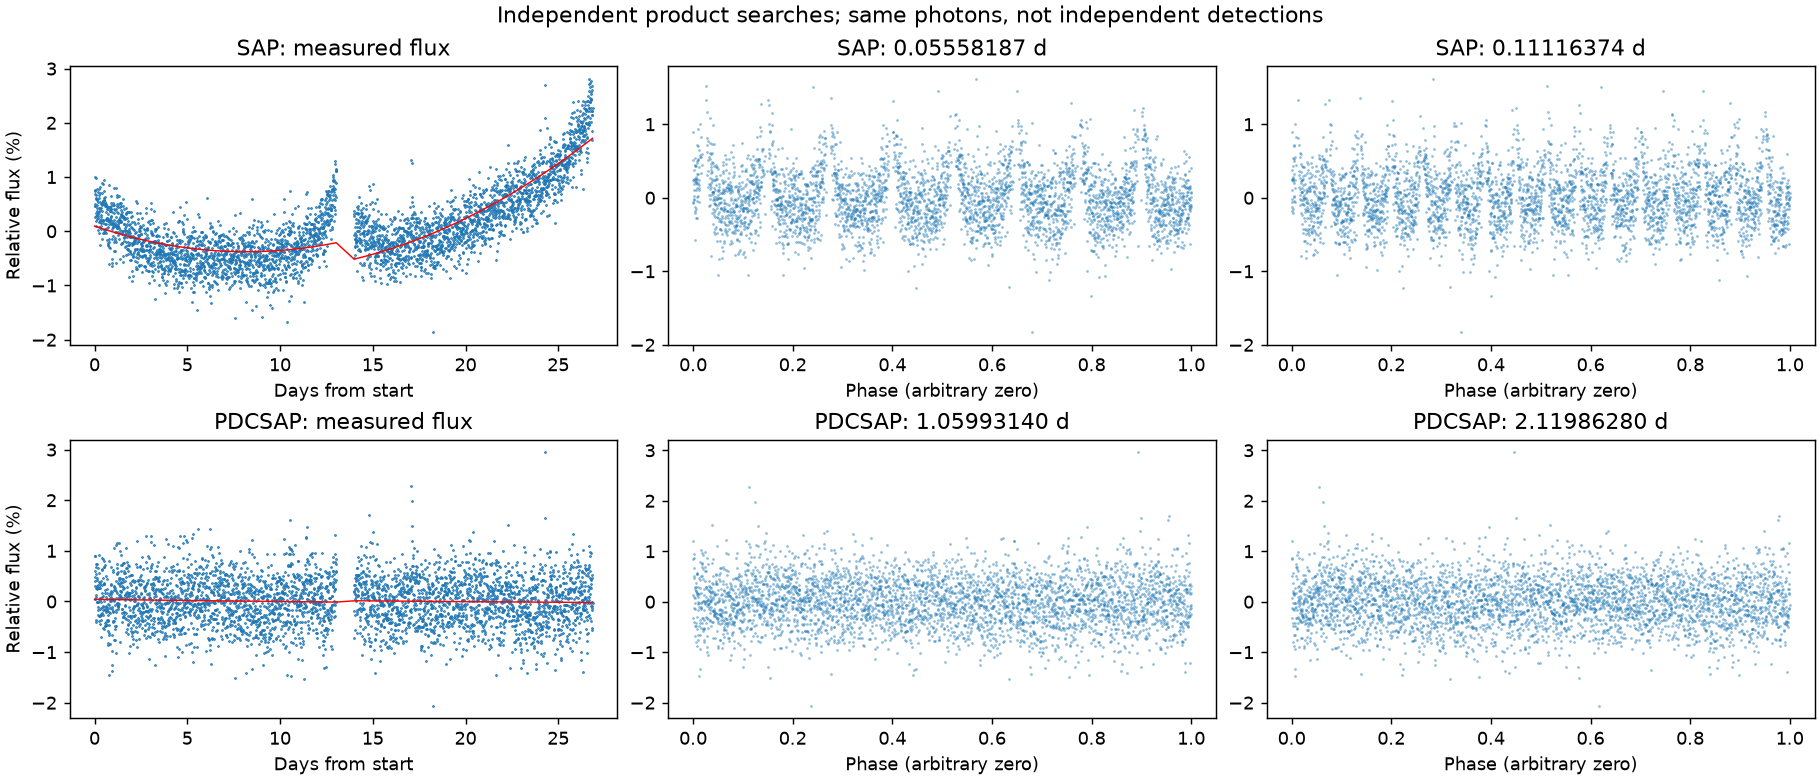 Independent product searches; same photons, not independent detections
SAP: measured flux
SAP: 0.05558187 d
SAP: 0.11116374 d
Relative flux (%)
3
2
1
0
−1
−2
1
0
−1
−2
1
0
−1
−2
0 5 10 15 20 25
0.0 0.2 0.4 0.6 0.8 1.0
0.0 0.2 0.4 0.6 0.8 1.0
Days from start
Phase (arbitrary zero)
Phase (arbitrary zero)
PDCSAP: measured flux
PDCSAP: 1.05993140 d
PDCSAP: 2.11986280 d
Relative flux (%)
3
2
1
0
−1
−2
3
2
1
0
−1
−2
3
2
1
0
−1
−2
0 5 10 15 20 25
0.0 0.2 0.4 0.6 0.8 1.0
0.0 0.2 0.4 0.6 0.8 1.0
Days from start
Phase (arbitrary zero)
Phase (arbitrary zero)